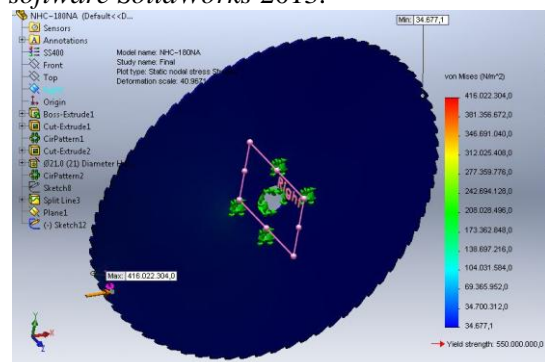 software SolidWorks 2013.
NHC-180NA (Default<<D...
Sensors
Annotations
SS400
Front
Top
Right
Origin
Boss-Extrude1
Cut-Extrude1
CirPattern1
Cut-Extrude2
Ø21.0 (21) Diameter H
CirPattern2
Sketch8
Split Line3
Plane1
(-) Sketch12
Model name: NHC-180NA
Study name: Final
Plot type: Static nodal stress
Deformation scale: 40.9671
Min: 34.677,1
Right
Max: 416.022.304,0
von Mises (N/m^2)
416.022.304,0
381.356.672,0
346.691.040,0
312.025.408,0
277.359.776,0
242.694.128,0
208.028.496,0
173.362.848,0
138.697.216,0
104.031.584,0
69.365.952,0
34.700.312,0
34.677,1
Yield strength: 550.000.000,0
Y
X
Z